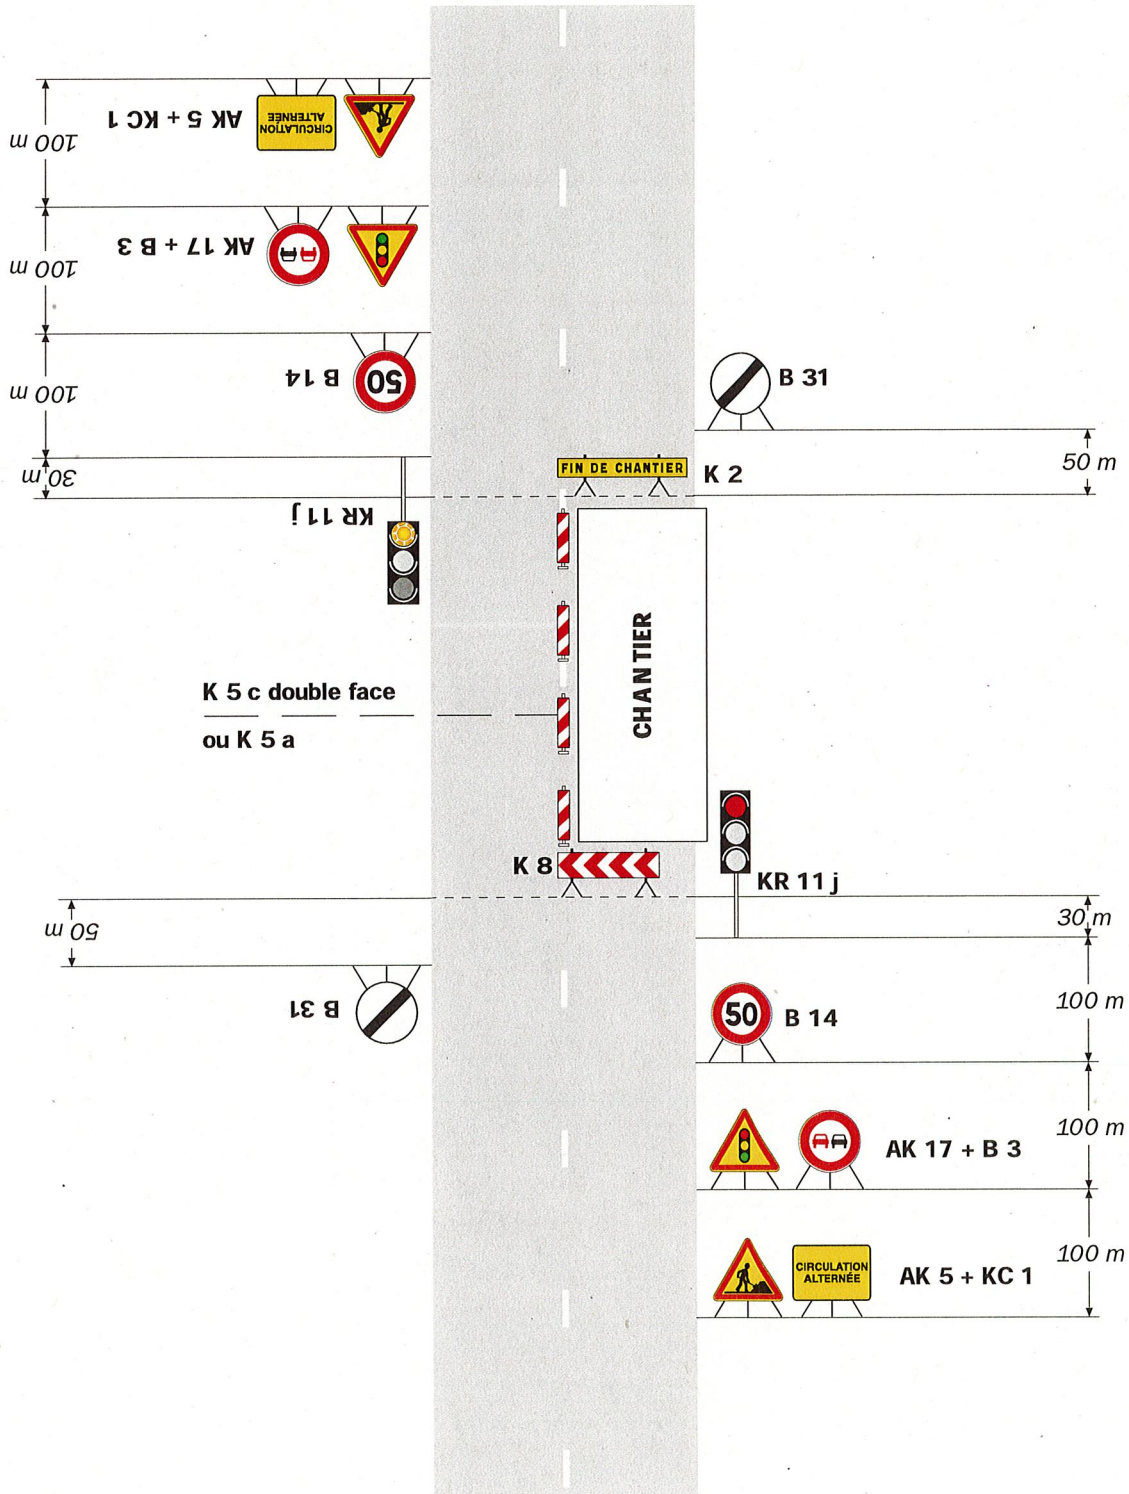 100 m
AK 5 + KC 1
CIRCULATION
ALTERNÉE
100 m
AK 17 + B 3
100 m
B 14
50
B 31
30 m
KR 11 j
FIN DE CHANTIER
K 2
50 m
CHANTIER
K 5 c double face
ou K 5 a
K 8
KR 11 j
50 m
30 m
B 31
50
B 14
100 m
AK 17 + B 3
100 m
CIRCULATION
ALTERNÉE
AK 5 + KC 1
100 m